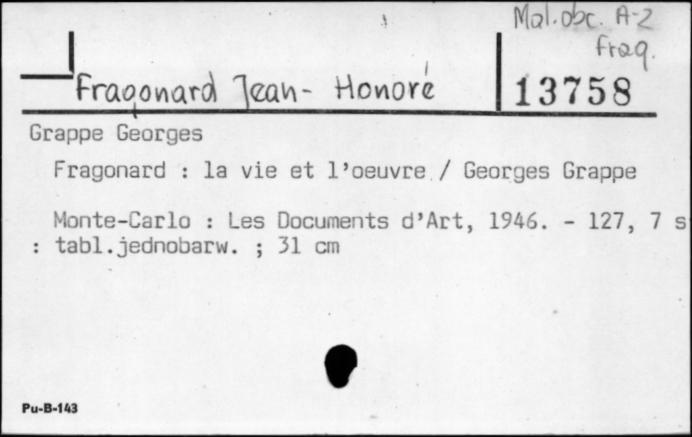 Mal. obc. A-Z
Frag.
Fragonard Jean-Honoré
13758
Grappe Georges
Fragonard : la vie et l'oeuvre / Georges Grappe
Monte-Carlo : Les Documents d'Art, 1946. - 127, 7 s
: tabl.jednobarw. ; 31 cm
Pu-B-143